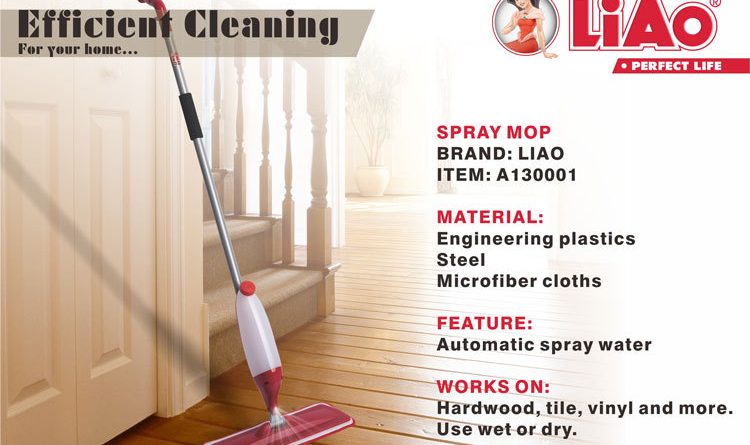 Efficient Cleaning
For your home...
LiAo®
• PERFECT LIFE
SPRAY MOP
BRAND: LIAO
ITEM: A130001
MATERIAL:
Engineering plastics
Steel
Microfiber cloths
FEATURE:
Automatic spray water
WORKS ON:
Hardwood, tile, vinyl and more.
Use wet or dry.